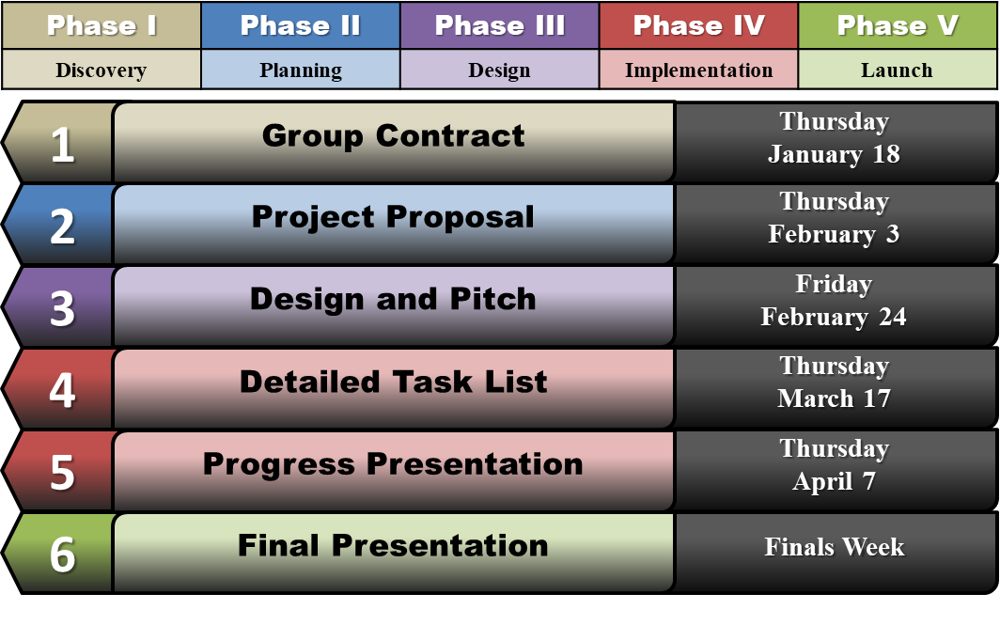 Phase I Phase II Phase III Phase IV Phase V
Discovery Planning Design Implementation Launch
1 Group Contract Thursday
January 18
2 Project Proposal Thursday
February 3
3 Design and Pitch Friday
February 24
4 Detailed Task List Thursday
March 17
5 Progress Presentation Thursday
April 7
6 Final Presentation Finals Week